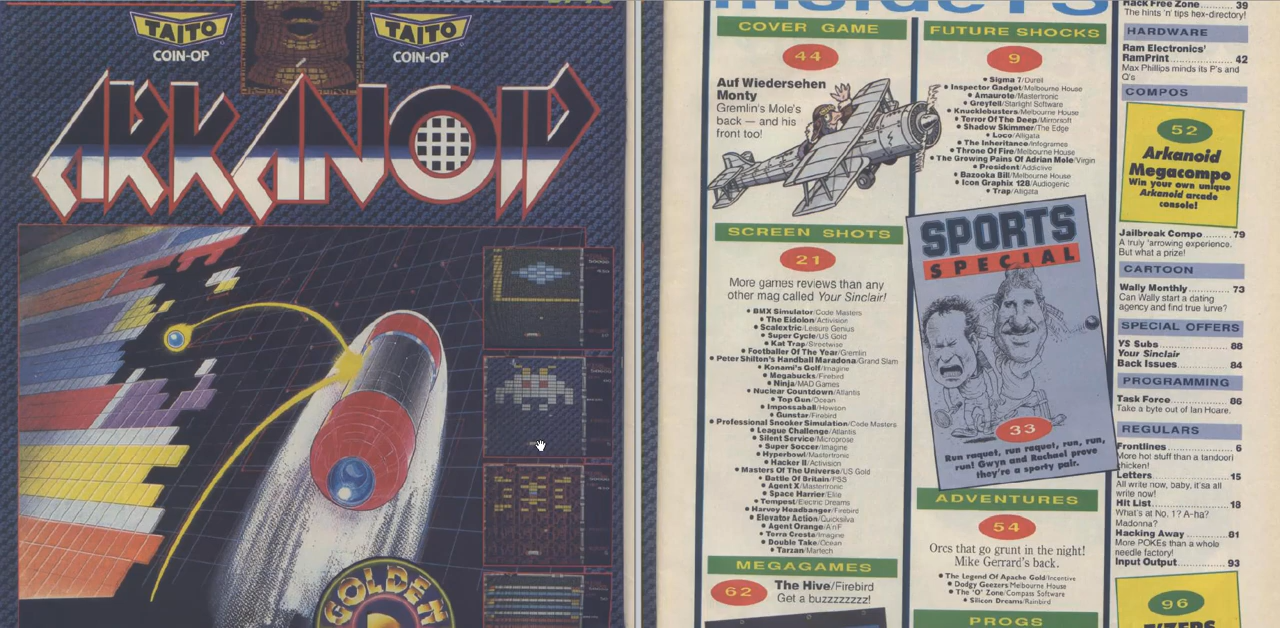 TAITO
COIN-OP
TAITO
COIN-OP
ARKANOID
GOLDEN
COVER GAME
44
Auf Wiedersehen
Monty
Gremlin's Mole's
back — and his
front too!
SCREEN SHOTS
21
More games reviews than any
other mag called Your Sinclair!
• BMX Simulator/Code Masters
• The Eidolon/Activision
• Scalextric/Leisure Genius
• Super Cycle/US Gold
• Kat Trap/Streetwise
• Footballer Of The Year/Gremlin
• Peter Shilton's Handball Maradona/Grand Slam
• Konami's Golf/Imagine
• Megabucks/Firebird
• Ninja/MAD Games
• Nuclear Countdown/Atlantis
• Top Gun/Ocean
• Impossaball/Hewson
• Gunstar/Firebird
• Professional Snooker Simulation/Code Masters
• League Challenge/Atlantis
• Silent Service/Microprose
• Super Soccer/Imagine
• Hyperbowl/Mastertronic
• Hacker II/Activision
• Masters Of The Universe/US Gold
• Battle Of Britain/PSS
• Agent X/Mastertronic
• Space Harrier/Elite
• Tempest/Electric Dreams
• Harvey Headbanger/Firebird
• Elevator Action/Quicksilva
• Agent Orange/A'n'F
• Terra Cresta/Imagine
• Double Take/Ocean
• Tarzan/Martech
MEGAGAMES
62
The Hive/Firebird
Get a buzzzzzzzz!
FUTURE SHOCKS
9
• Sigma 7/Durell
• Inspector Gadget/Melbourne House
• Amaurote/Mastertronic
• Greyfell/Starlight Software
• Knucklebusters/Melbourne House
• Terror Of The Deep/Mirrorsoft
• Shadow Skimmer/The Edge
• Loco/Alligata
• The Inheritance/Infogrames
• Throne Of Fire/Melbourne House
• The Growing Pains Of Adrian Mole/Virgin
• President/Addictive
• Bazooka Bill/Melbourne House
• Icon Graphix 128/Audiogenic
• Trap/Alligata
SPORTS
SPECIAL
33
Run raquet, run raquet, run, run,
run! Gwyn and Rachael prove
they're a sporty pair.
ADVENTURES
54
Orcs that go grunt in the night!
Mike Gerrard's back.
• The Legend Of Apache Gold/Incentive
• Dodgy Geezers Melbourne House
• The 'O' Zone/Compass Software
• Silicon Dreams/Rainbird
PROGS
Hack Free Zone 39
The hints 'n' tips hex-directory!
HARDWARE
Ram Electronics'
RamPrint 42
Max Phillips minds its P's and
Q's
COMPOS
52
Arkanoid
Megacompo
Win your own unique
Arkanoid arcade
console!
Jailbreak Compo 79
A truly 'arrowing experience.
But what a prize!
CARTOON
Wally Monthly 73
Can Wally start a dating
agency and find true lurve?
SPECIAL OFFERS
YS Subs 88
Your Sinclair
Back Issues 84
PROGRAMMING
Task Force 86
Take a byte out of Ian Hoare.
REGULARS
Frontlines 6
More hot stuff than a tandoori
chicken!
Letters 15
All write now, baby, it'sa all
write now!
Hit List 18
What's at No. 1? A-ha?
Madonna?
Hacking Away 81
More POKEs than a whole
needle factory!
Input Output 93
96